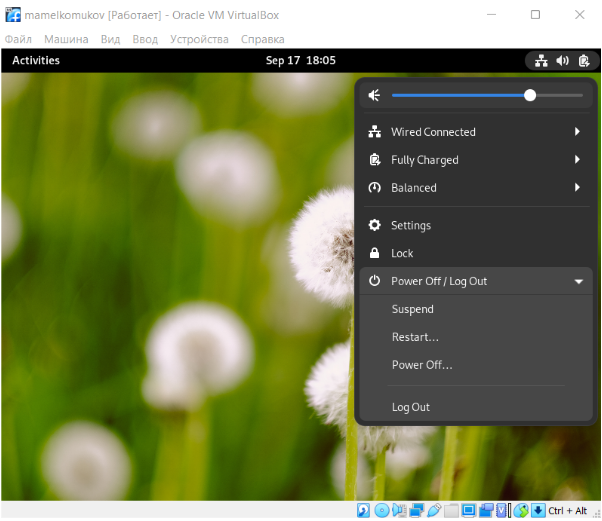 mamelkomukov [Работает] - Oracle VM VirtualBox
Файл Машина Вид Ввод Устройства Справка
Activities Sep 17 18:05
Wired Connected
Fully Charged
Balanced
Settings
Lock
Power Off / Log Out
Suspend
Restart...
Power Off...
Log Out
Ctrl + Alt